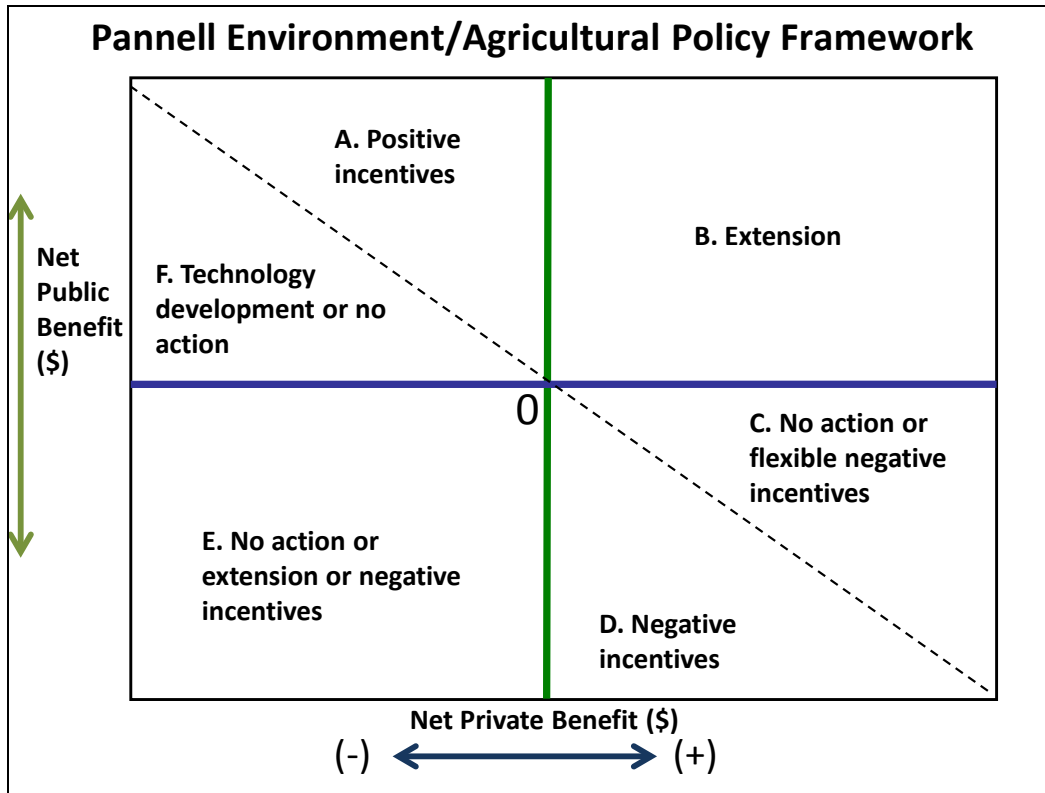 Pannell Environment/Agricultural Policy Framework
A. Positive
incentives
B. Extension
Net
Public
Benefit
($)
F. Technology
development or no
action
0
C. No action or
flexible negative
incentives
E. No action or
extension or negative
incentives
D. Negative
incentives
Net Private Benefit ($)
(-)
(+)